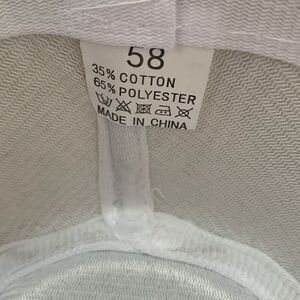 58
35% COTTON
65% POLYESTER
MADE IN CHINA